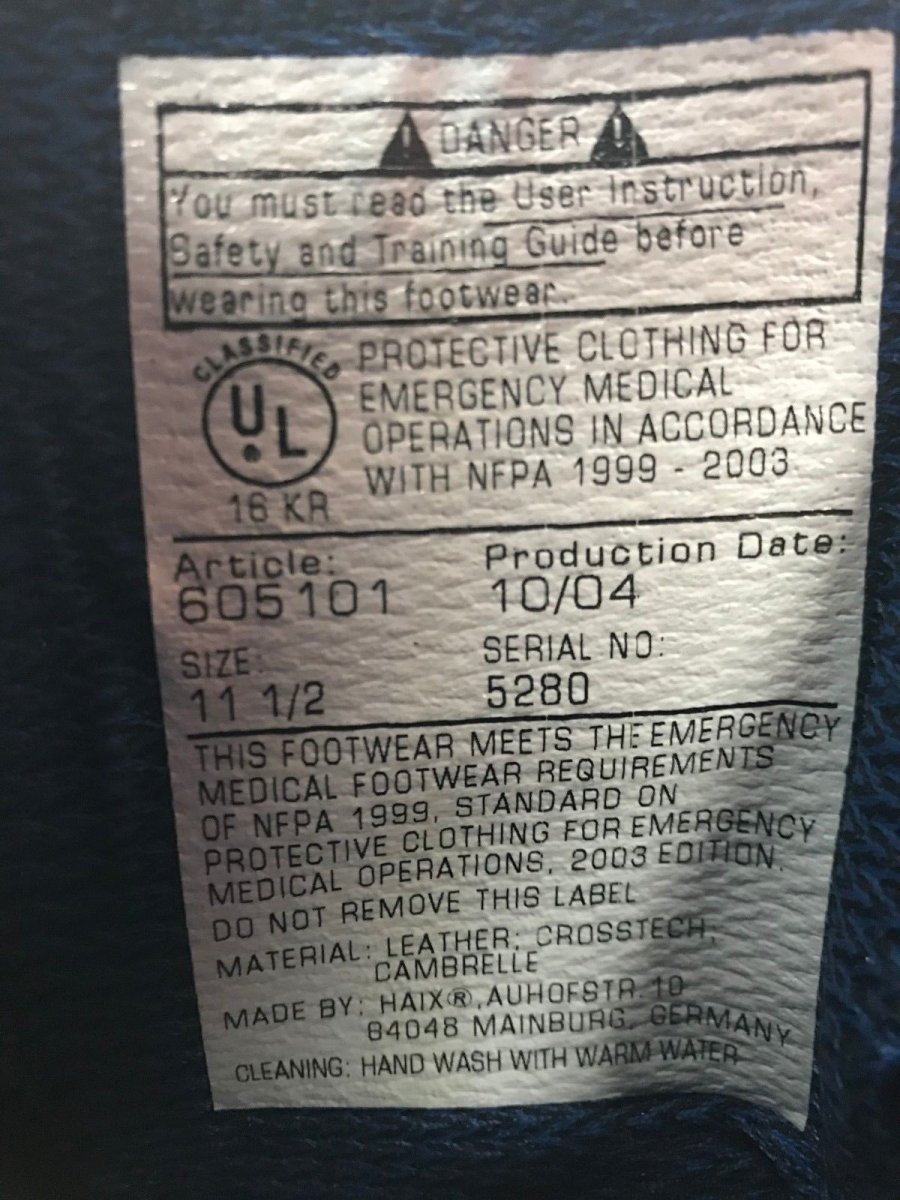 DANGER
You must read the User Instruction,
Safety and Training Guide before
wearing this footwear.
CLASSIFIED
UL
16 KR
PROTECTIVE CLOTHING FOR
EMERGENCY MEDICAL
OPERATIONS IN ACCORDANCE
WITH NFPA 1999 - 2003
Article:
605101
Production Date:
10/04
SIZE:
11 1/2
SERIAL NO:
5280
THIS FOOTWEAR MEETS THE EMERGENCY
MEDICAL FOOTWEAR REQUIREMENTS
OF NFPA 1999, STANDARD ON
PROTECTIVE CLOTHING FOR EMERGENCY
MEDICAL OPERATIONS, 2003 EDITION.
DO NOT REMOVE THIS LABEL
MATERIAL: LEATHER; CROSSTECH;
CAMBRELLE
MADE BY: HAIX®,AUHOFSTR.10
84048 MAINBURG, GERMANY
CLEANING: HAND WASH WITH WARM WATER